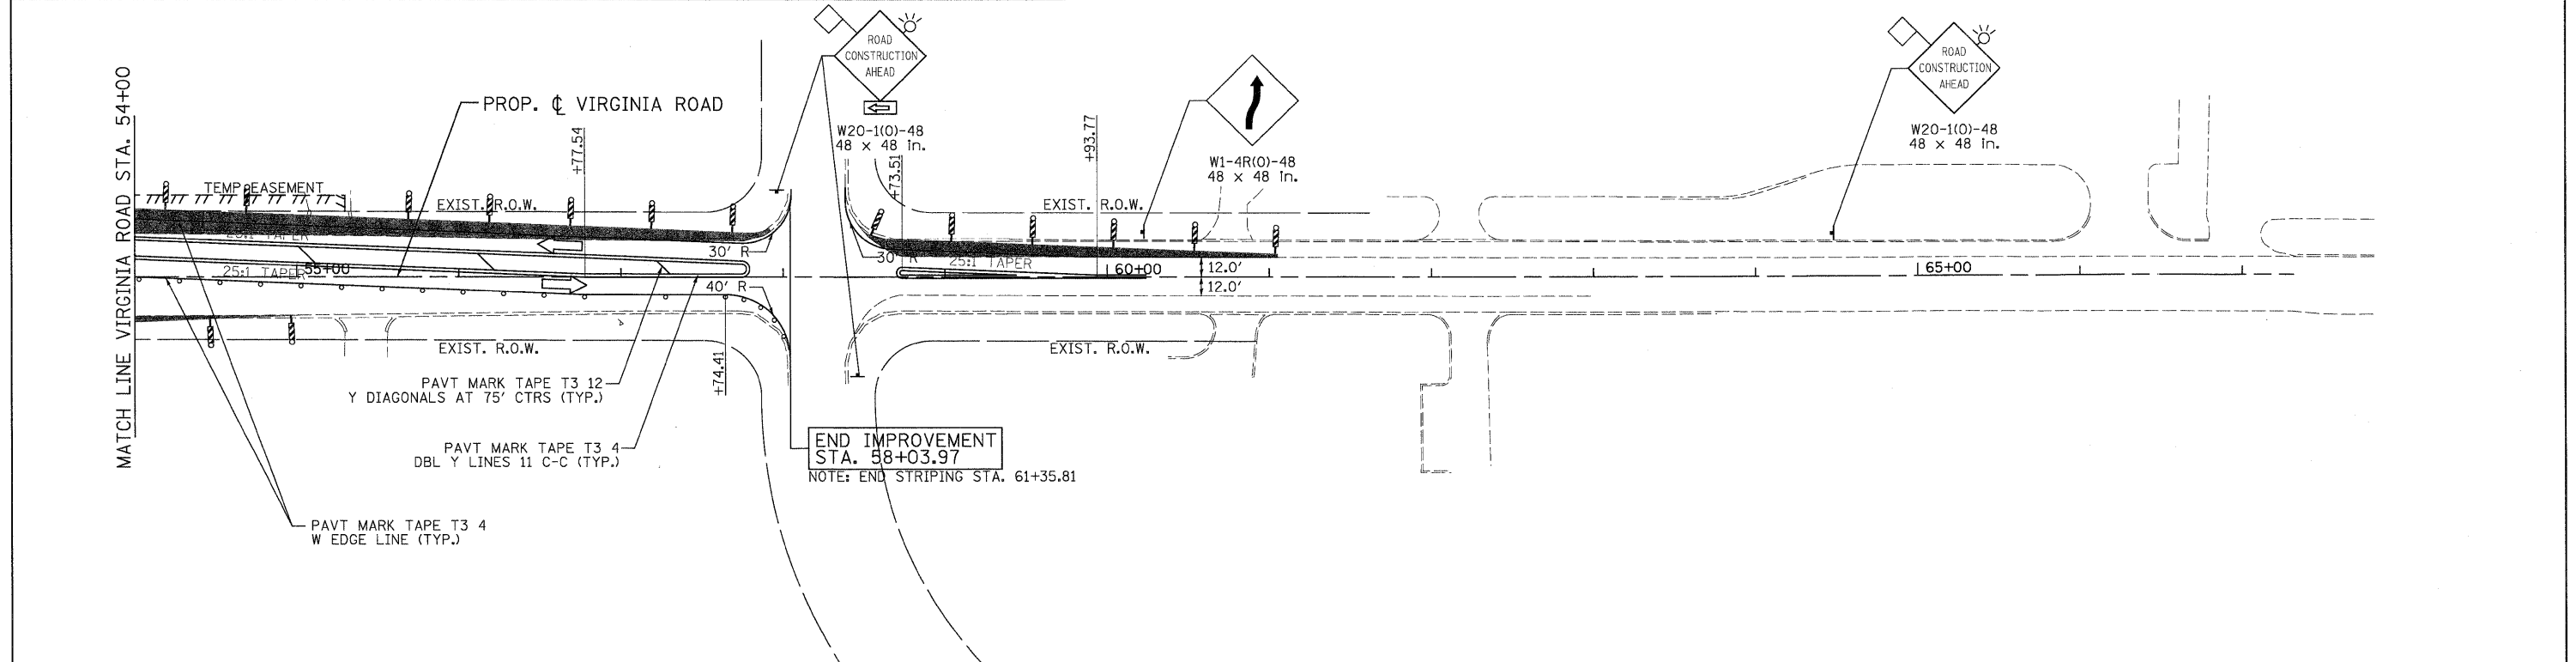 MATCH LINE VIRGINIA ROAD STA. 54+00
PROP. ℄ VIRGINIA ROAD
+77.54
ROAD
CONSTRUCTION
AHEAD
W20-1(O)-48
48 x 48 in.
+73.51
+93.77
W1-4R(O)-48
48 x 48 in.
ROAD
CONSTRUCTION
AHEAD
W20-1(O)-48
48 x 48 in.
TEMP EASEMENT
EXIST. R.O.W.
EXIST. R.O.W.
25:1 TAPER
30' R
30' R
25:1 TAPER
25:1 TAPER
55+00
60+00
12.0'
12.0'
65+00
40' R
EXIST. R.O.W.
EXIST. R.O.W.
+74.41
PAVT MARK TAPE T3 12
Y DIAGONALS AT 75' CTRS (TYP.)
PAVT MARK TAPE T3 4
DBL Y LINES 11 C-C (TYP.)
END IMPROVEMENT
STA. 58+03.97
NOTE: END STRIPING STA. 61+35.81
PAVT MARK TAPE T3 4
W EDGE LINE (TYP.)